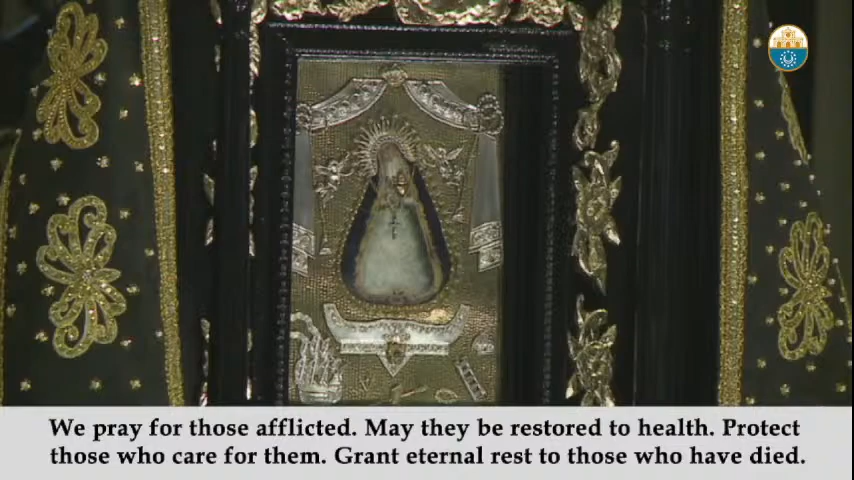 We pray for those afflicted. May they be restored to health. Protect
those who care for them. Grant eternal rest to those who have died.